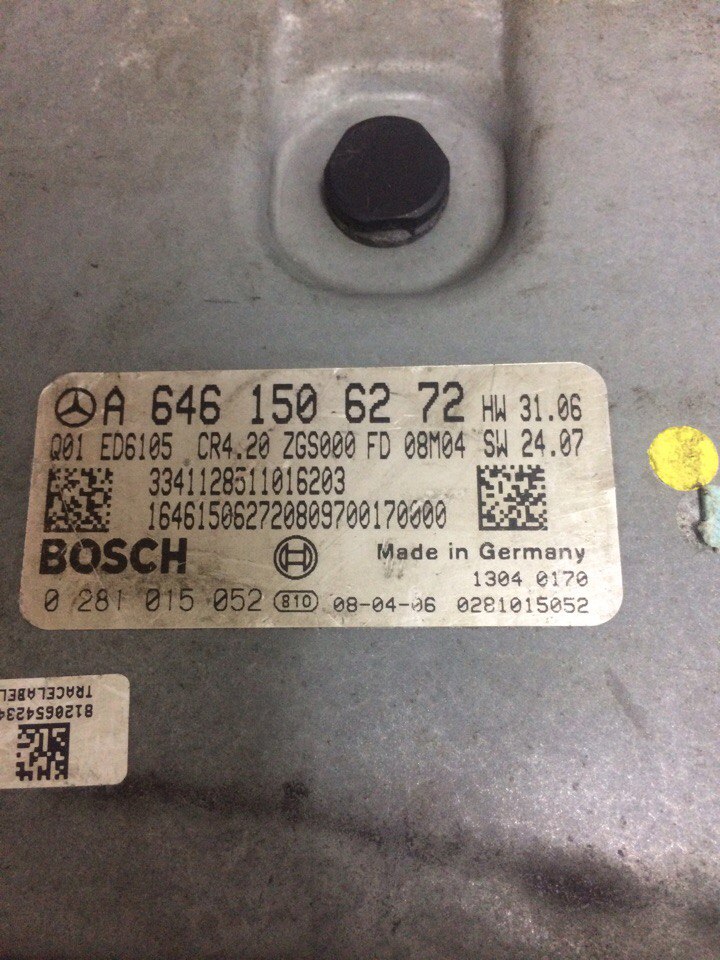 A 646 150 62 72 HW 31.06
Q01 ED6105 CR4.20 ZGS000 FD 08M04 SW 24.07
3341128511016203
164615062720809700170000
BOSCH Made in Germany
1304 0170
0 281 015 052 810 08-04-06 0281015052
TRACELABEL
8120654234